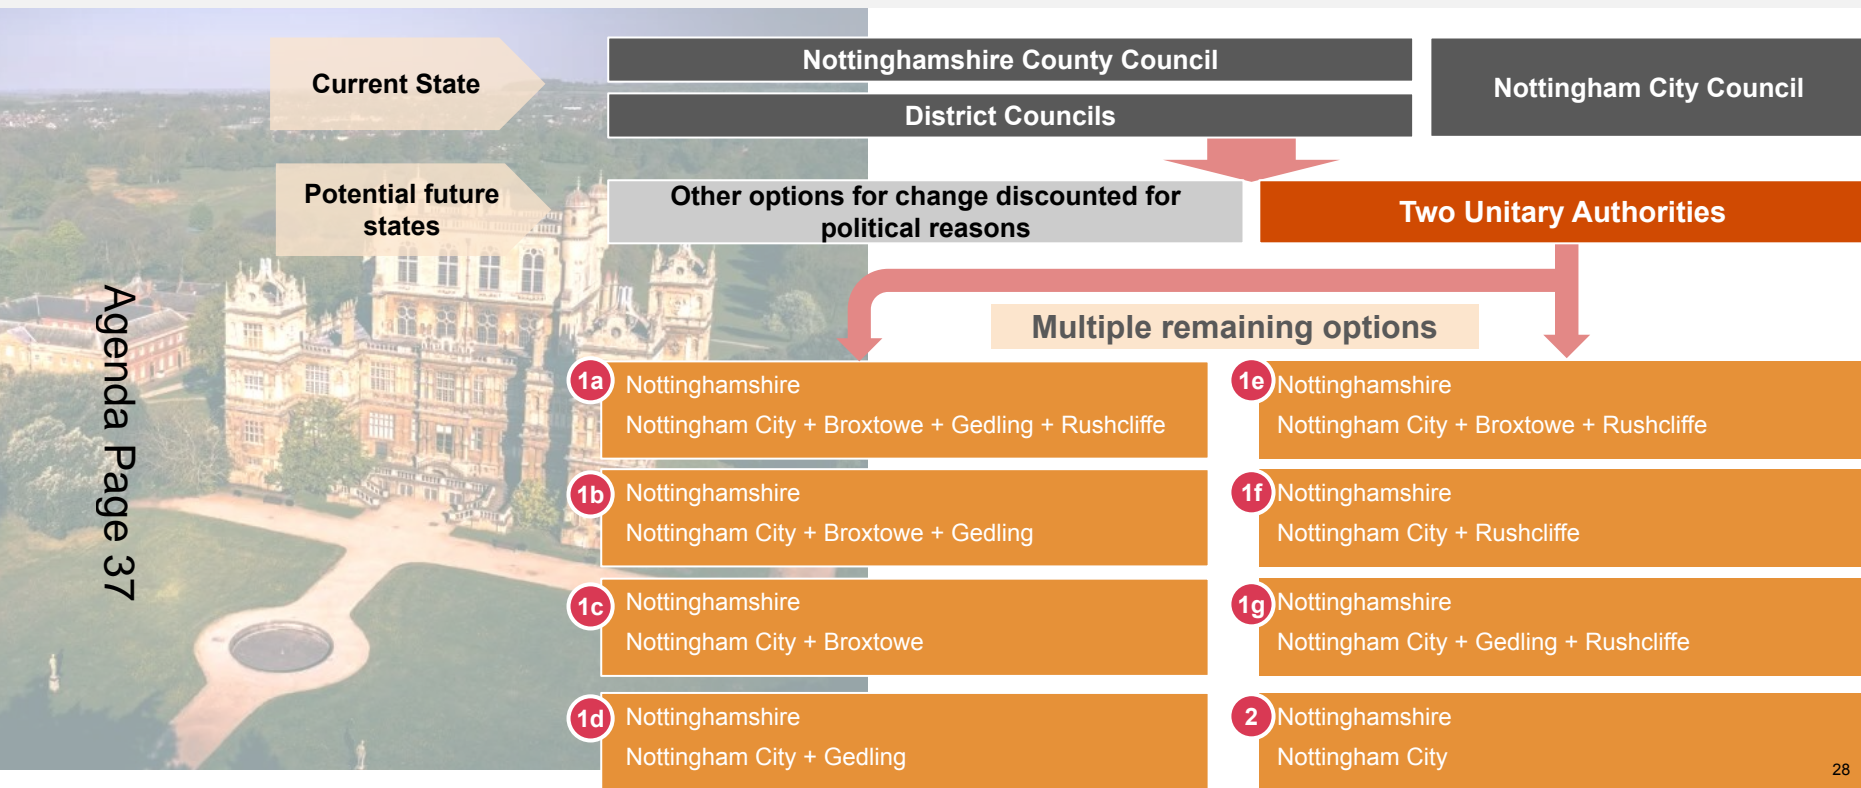 Current State
Nottinghamshire County Council
District Councils
Nottingham City Council
Potential future
states
Other options for change discounted for
political reasons
Two Unitary Authorities
Multiple remaining options
1a
Nottinghamshire
Nottingham City + Broxtowe + Gedling + Rushcliffe
1b
Nottinghamshire
Nottingham City + Broxtowe + Gedling
1c
Nottinghamshire
Nottingham City + Broxtowe
1d
Nottinghamshire
Nottingham City + Gedling
1e
Nottinghamshire
Nottingham City + Broxtowe + Rushcliffe
1f
Nottinghamshire
Nottingham City + Rushcliffe
1g
Nottinghamshire
Nottingham City + Gedling + Rushcliffe
2
Nottinghamshire
Nottingham City
Agenda Page 37
28